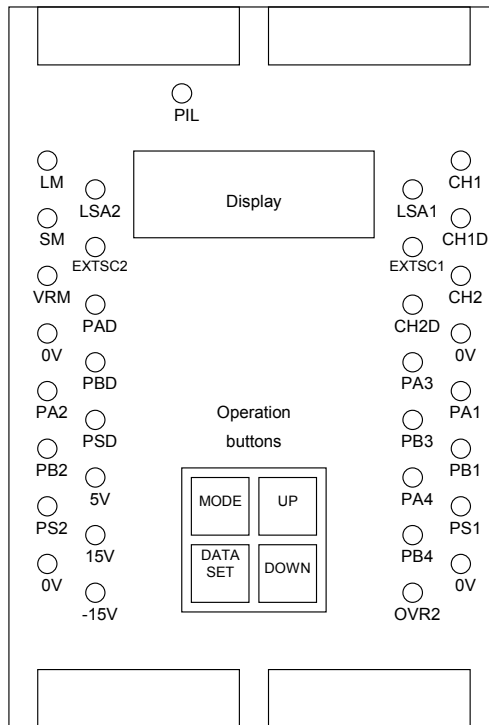 PIL
LM
CH1
LSA2
Display
LSA1
SM
CH1D
EXTSC2
EXTSC1
VRM
CH2
PAD
CH2D
0V
0V
PBD
PA3
PA2
Operation
PA1
PSD
buttons
PB3
PB2
PB1
5V
MODE
UP
PA4
PS2
PS1
15V
DATA
SET
DOWN
PB4
0V
0V
-15V
OVR2